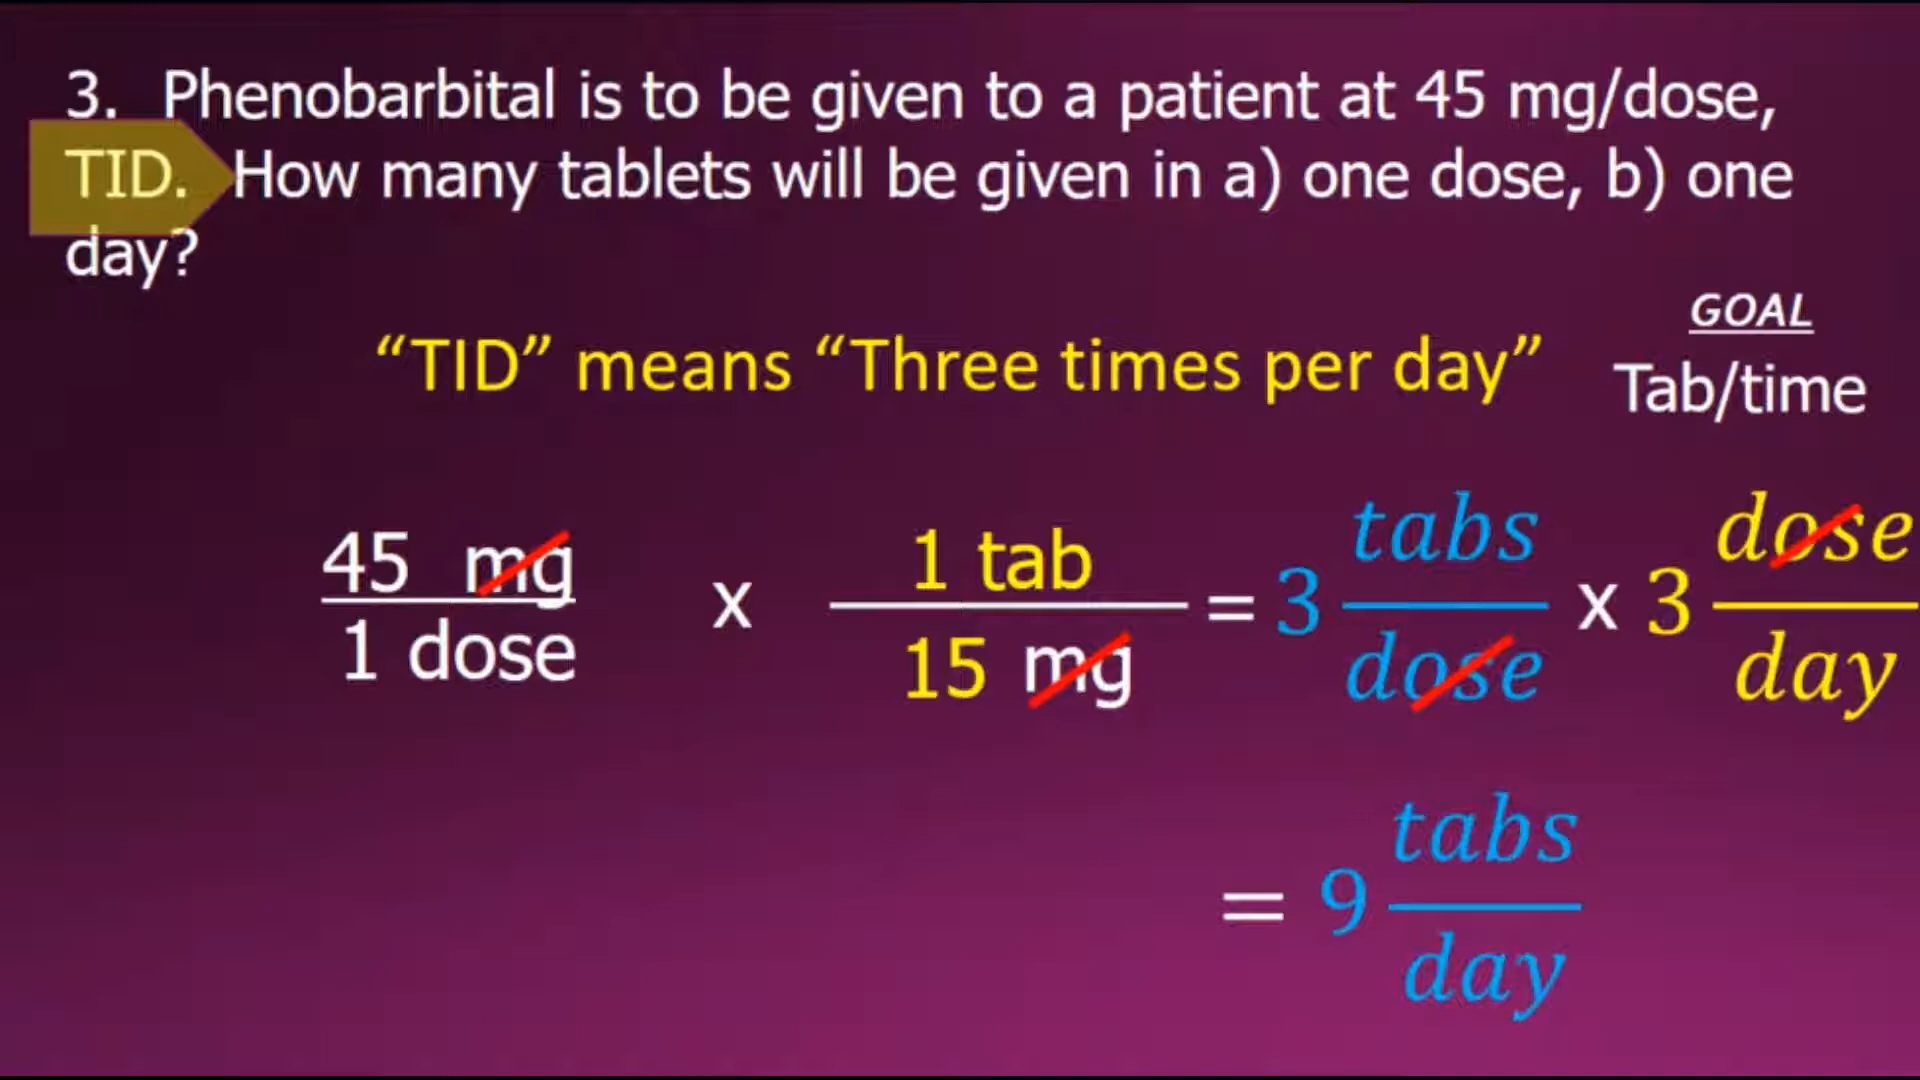 3. Phenobarbital is to be given to a patient at 45 mg/dose,
TID. How many tablets will be given in a) one dose, b) one
day?
GOAL
“TID” means “Three times per day”
Tab/time
45 mg
1 dose
x
1 tab
15 mg
= 3
tabs
dose
x 3
dose
day
= 9
tabs
day